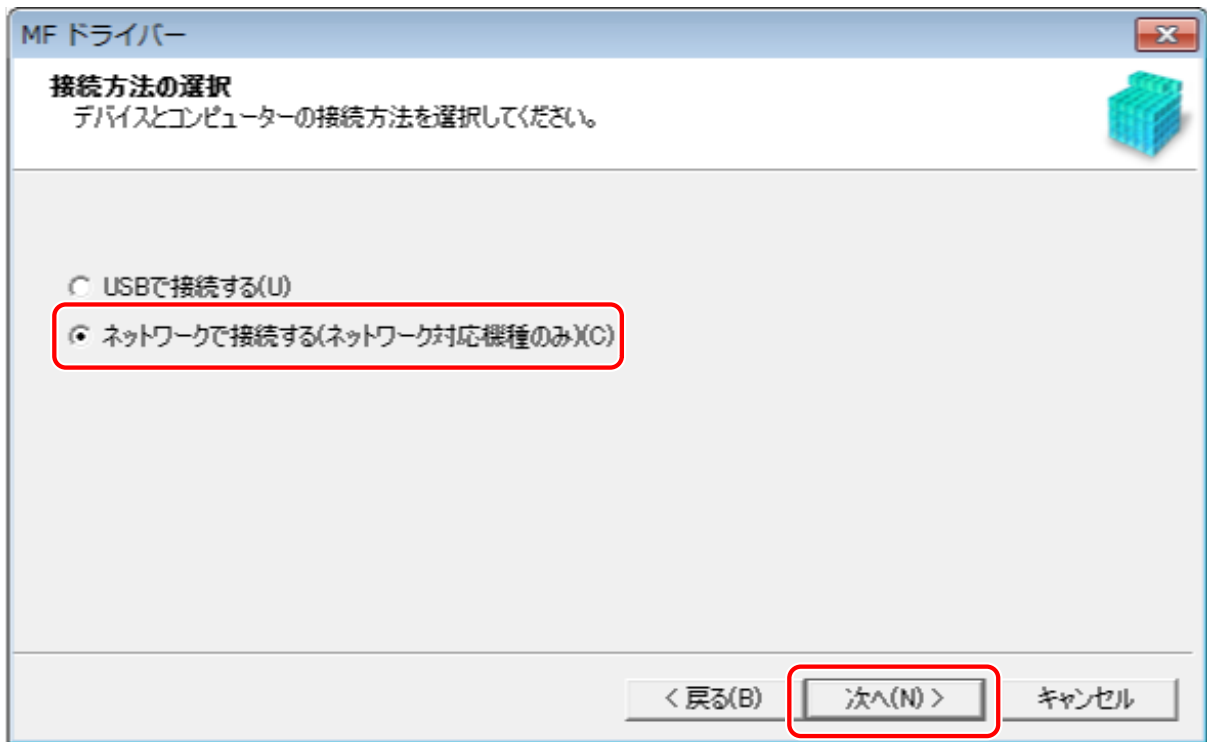 MF ドライバー
接続方法の選択
デバイスとコンピューターの接続方法を選択してください。
USBで接続する(U)
ネットワークで接続する(ネットワーク対応機種のみ)(C)
< 戻る(B) 次へ(N) > キャンセル